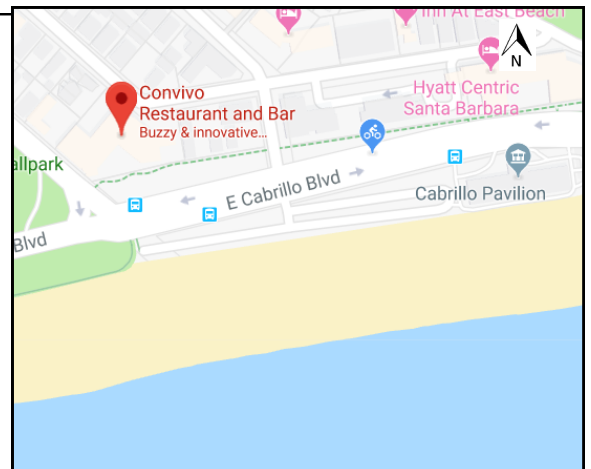 Inn At East Beach
N
Convivo
Restaurant and Bar
Buzzy & innovative...
Hyatt Centric
Santa Barbara
allpark
E Cabrillo Blvd
Cabrillo Pavilion
Blvd